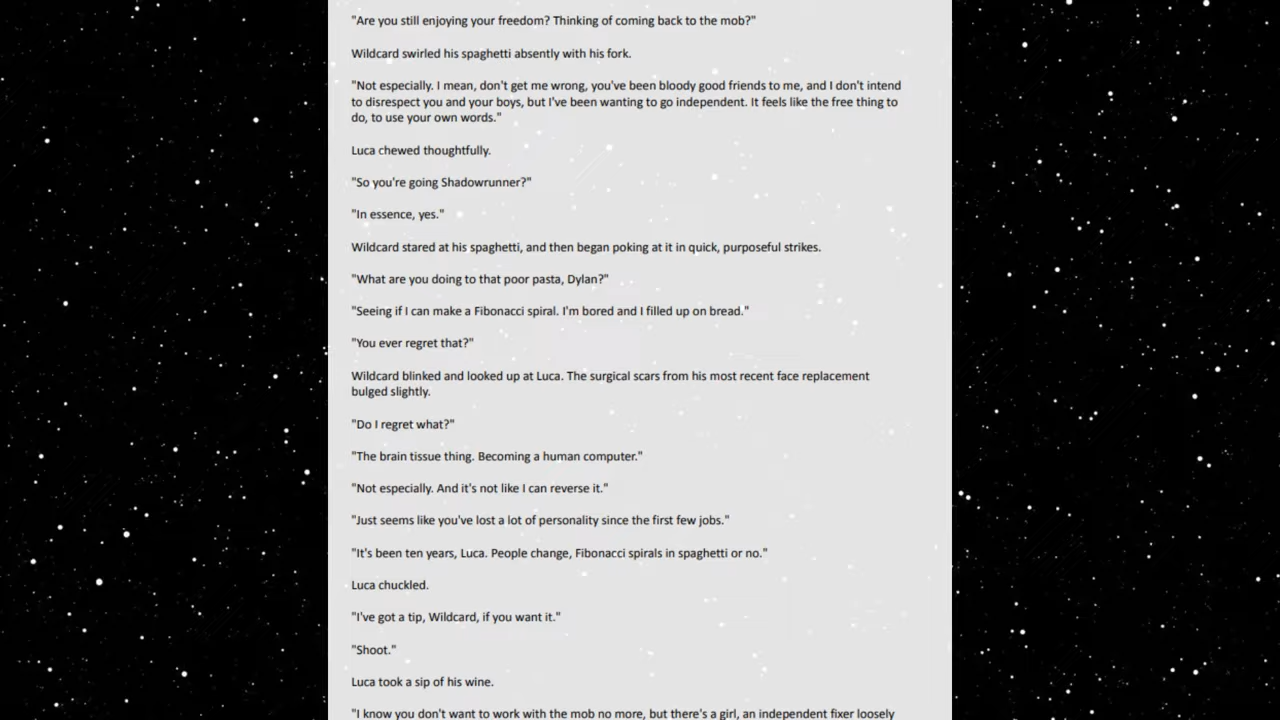 "Are you still enjoying your freedom? Thinking of coming back to the mob?"
Wildcard swirled his spaghetti absently with his fork.
"Not especially. I mean, don't get me wrong, you've been bloody good friends to me, and I don't intend
to disrespect you and your boys, but I've been wanting to go independent. It feels like the free thing to
do, to use your own words."
Luca chewed thoughtfully.
"So you're going Shadowrunner?"
"In essence, yes."
Wildcard stared at his spaghetti, and then began poking at it in quick, purposeful strikes.
"What are you doing to that poor pasta, Dylan?"
"Seeing if I can make a Fibonacci spiral. I'm bored and I filled up on bread."
"You ever regret that?"
Wildcard blinked and looked up at Luca. The surgical scars from his most recent face replacement
bulged slightly.
"Do I regret what?"
"The brain tissue thing. Becoming a human computer."
"Not especially. And it's not like I can reverse it."
"Just seems like you've lost a lot of personality since the first few jobs."
"It's been ten years, Luca. People change, Fibonacci spirals in spaghetti or no."
Luca chuckled.
"I've got a tip, Wildcard, if you want it."
"Shoot."
Luca took a sip of his wine.
"I know you don't want to work with the mob no more, but there's a girl, an independent fixer loosely